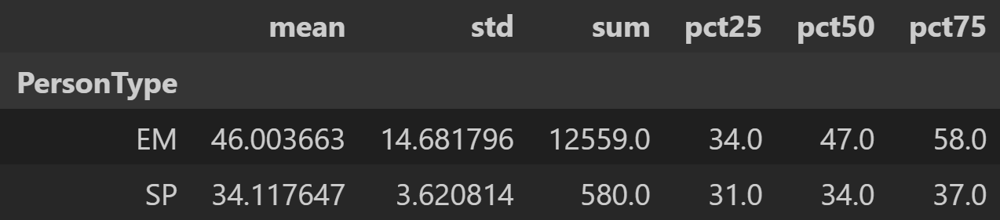 mean std sum pct25 pct50 pct75
PersonType
EM 46.003663 14.681796 12559.0 34.0 47.0 58.0
SP 34.117647 3.620814 580.0 31.0 34.0 37.0